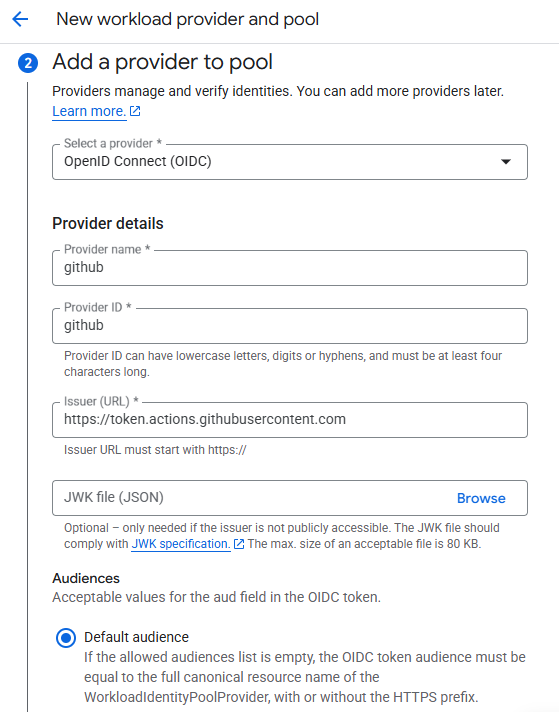 New workload provider and pool
2 Add a provider to pool
Providers manage and verify identities. You can add more providers later.
Learn more.
Select a provider *
OpenID Connect (OIDC)
Provider details
Provider name *
github
Provider ID *
github
Provider ID can have lowercase letters, digits or hyphens, and must be at least four
characters long.
Issuer (URL) *
https://token.actions.githubusercontent.com
Issuer URL must start with https://
JWK file (JSON) Browse
Optional – only needed if the issuer is not publicly accessible. The JWK file should
comply with JWK specification. The max. size of an acceptable file is 80 KB.
Audiences
Acceptable values for the aud field in the OIDC token.
Default audience
If the allowed audiences list is empty, the OIDC token audience must be
equal to the full canonical resource name of the
WorkloadIdentityPoolProvider, with or without the HTTPS prefix.